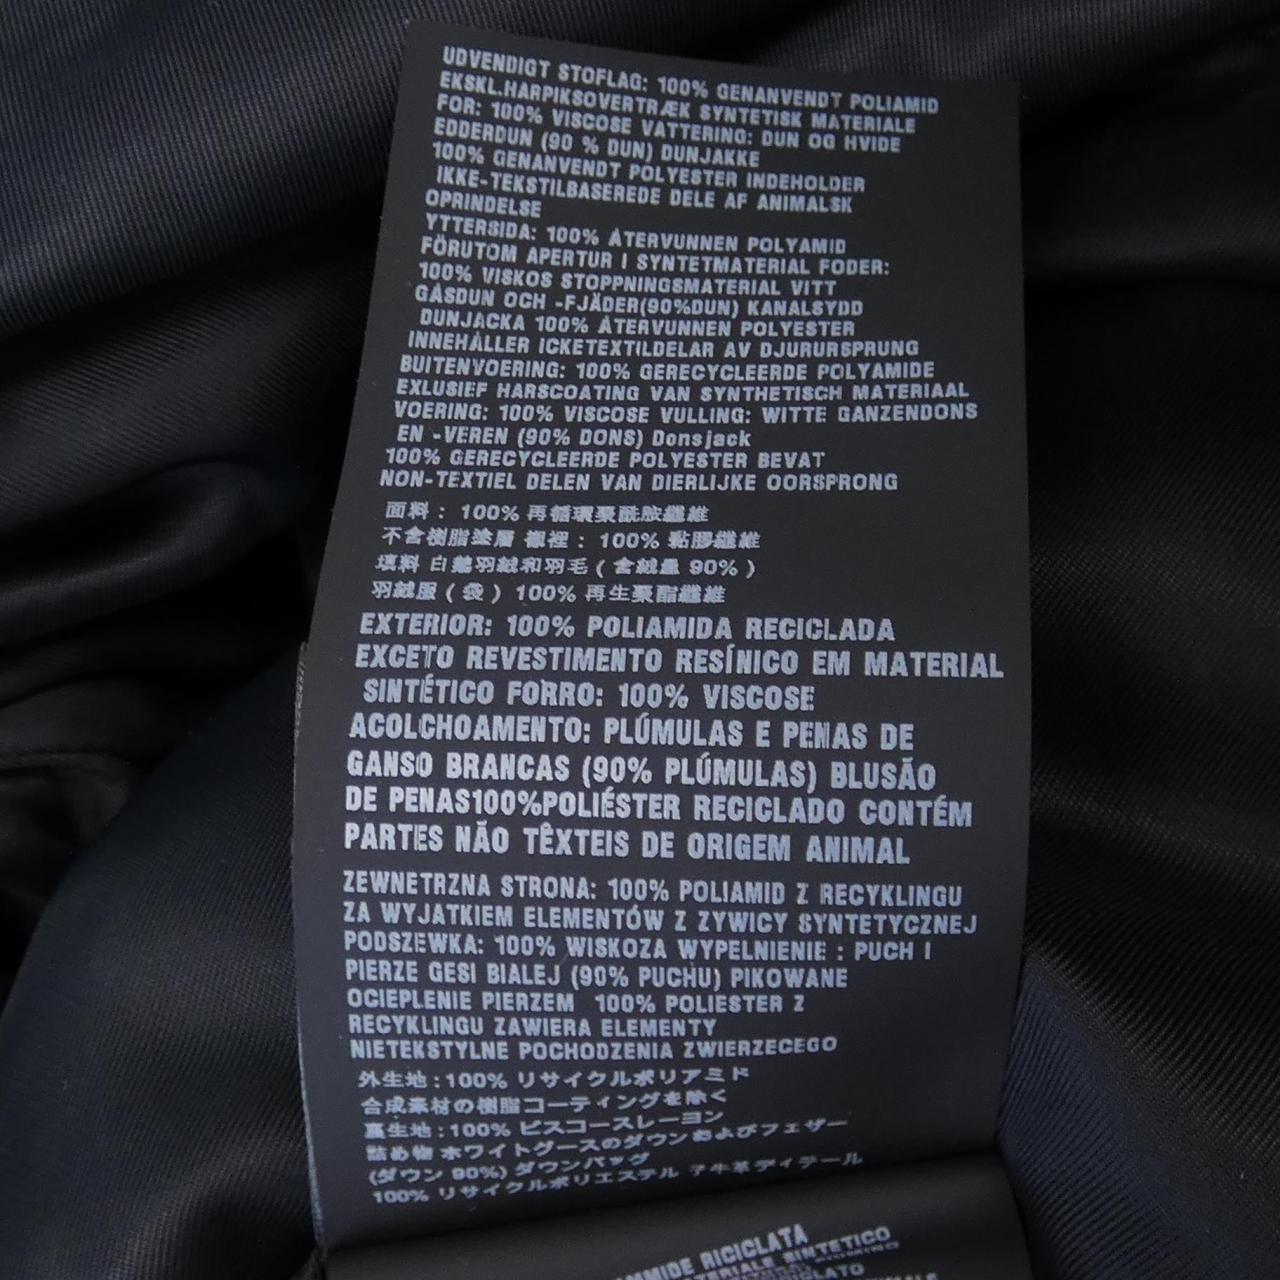 UDVENDIGT STOFLAG: 100% GENANVENDT POLIAMID
EKSKL.HARPIKSOVERTRÆK SYNTETISK MATERIALE
FOR: 100% VISCOSE VATTERING: DUN OG HVIDE
EDDERDUN (90 % DUN) DUNJAKKE
100% GENANVENDT POLYESTER INDEHOLDER
IKKE-TEKSTILBASEREDE DELE AF ANIMALSK
OPRINDELSE
YTTERSIDA: 100% ÅTERVUNNEN POLYAMID
FÖRUTOM APERTUR I SYNTETMATERIAL FODER:
100% VISKOS STOPPNINGSMATERIAL VITT
GÅSDUN OCH -FJÄDER(90%DUN) KANALSYDD
DUNJACKA 100% ÅTERVUNNEN POLYESTER
INNEHÅLLER ICKETEXTILDELAR AV DJURURSPRUNG
BUITENVOERING: 100% GERECYCLEERDE POLYAMIDE
EXLUSIEF HARSCOATING VAN SYNTHETISCH MATERIAAL
VOERING: 100% VISCOSE VULLING: WITTE GANZENDONS
EN -VEREN (90% DONS) Donsjack
100% GERECYCLEERDE POLYESTER BEVAT
NON-TEXTIEL DELEN VAN DIERLIJKE OORSPRONG
面料：100% 再循環聚酰胺纖維
不含樹脂塗層 襯裡：100% 黏膠纖維
填料 白鵝羽絨和羽毛（含絨量 90%）
羽絨服（袋）100% 再生聚酯纖維
EXTERIOR: 100% POLIAMIDA RECICLADA
EXCETO REVESTIMENTO RESÍNICO EM MATERIAL
SINTÉTICO FORRO: 100% VISCOSE
ACOLCHOAMENTO: PLÚMULAS E PENAS DE
GANSO BRANCAS (90% PLÚMULAS) BLUSÃO
DE PENAS100%POLIÉSTER RECICLADO CONTÉM
PARTES NÃO TÊXTEIS DE ORIGEM ANIMAL
ZEWNETRZNA STRONA: 100% POLIAMID Z RECYKLINGU
ZA WYJATKIEM ELEMENTÓW Z ZYWICY SYNTETYCZNEJ
PODSZEWKA: 100% WISKOZA WYPELNIENIE : PUCH I
PIERZE GESI BIALEJ (90% PUCHU) PIKOWANE
OCIEPLENIE PIERZEM 100% POLIESTER Z
RECYKLINGU ZAWIERA ELEMENTY
NIETEKSTYLNE POCHODZENIA ZWIERZECEGO
外生地:100% リサイクルポリアミド
合成素材の樹脂コーティングを除く
裏生地:100% ビスコースレーヨン
詰め物 ホワイトグースのダウンおよびフェザー
(ダウン 90%) ダウンバッグ
100% リサイクルポリエステル 子牛革ディテール
RICICLATA
SINTETICO